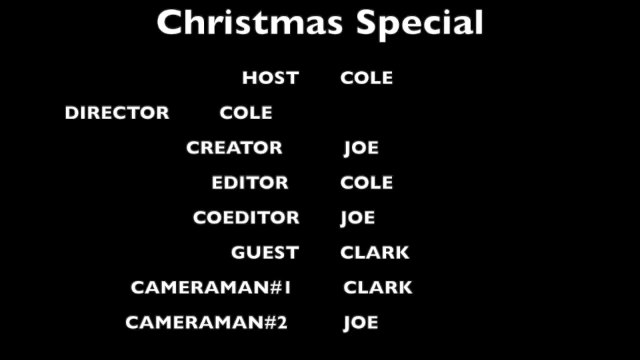 Christmas Special
HOST COLE
DIRECTOR COLE
CREATOR JOE
EDITOR COLE
COEDITOR JOE
GUEST CLARK
CAMERAMAN#1 CLARK
CAMERAMAN#2 JOE